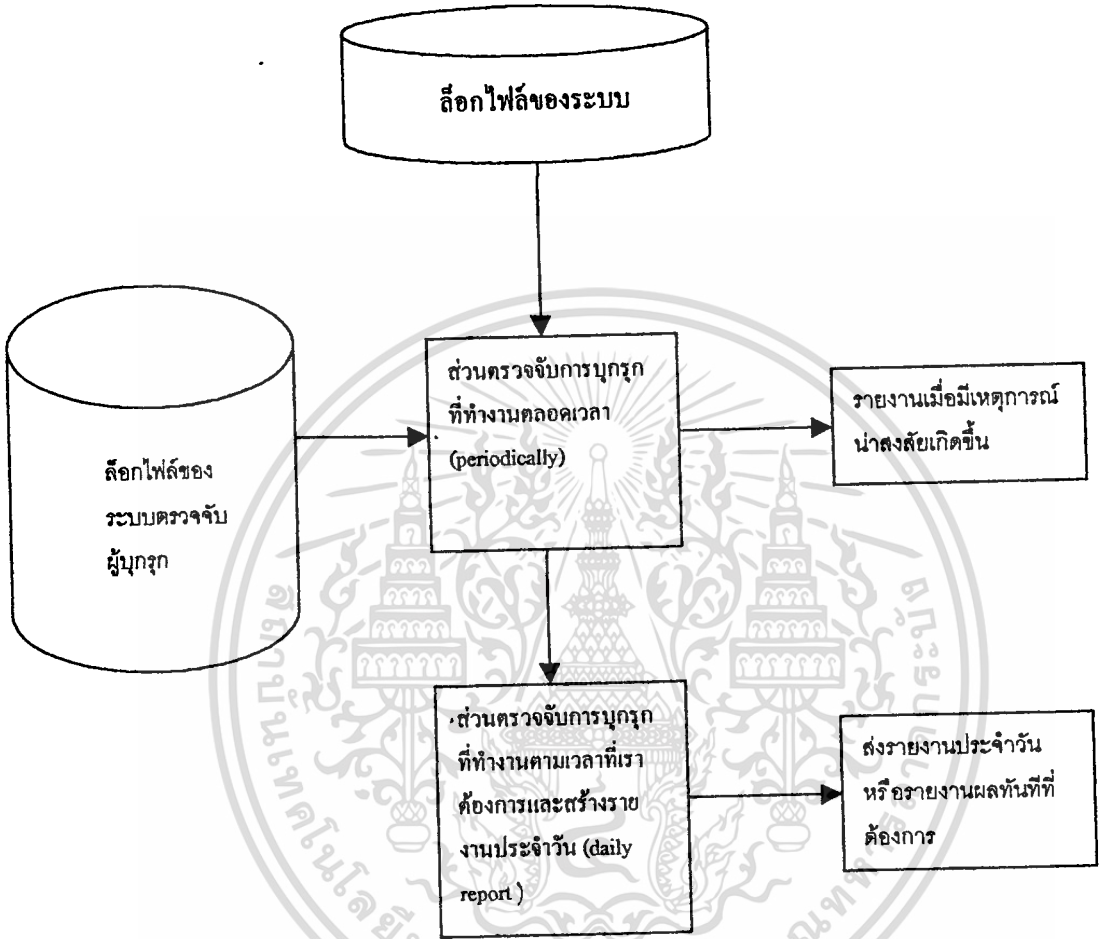 ล็อกไฟล์ของระบบ
ล็อกไฟล์ของ
ระบบตรวจจับ
ผู้บุกรุก
ส่วนตรวจจับการบุกรุก
ที่ทำงานตลอดเวลา
(periodically)
รายงานเมื่อมีเหตุการณ์
น่าสงสัยเกิดขึ้น
ส่วนตรวจจับการบุกรุก
ที่ทำงานตามเวลาที่เรา
ต้องการและสร้างราย
งานประจำวัน (daily
report )
ส่งรายงานประจำวัน
หรือรายงานผลทันทีที่
ต้องการ